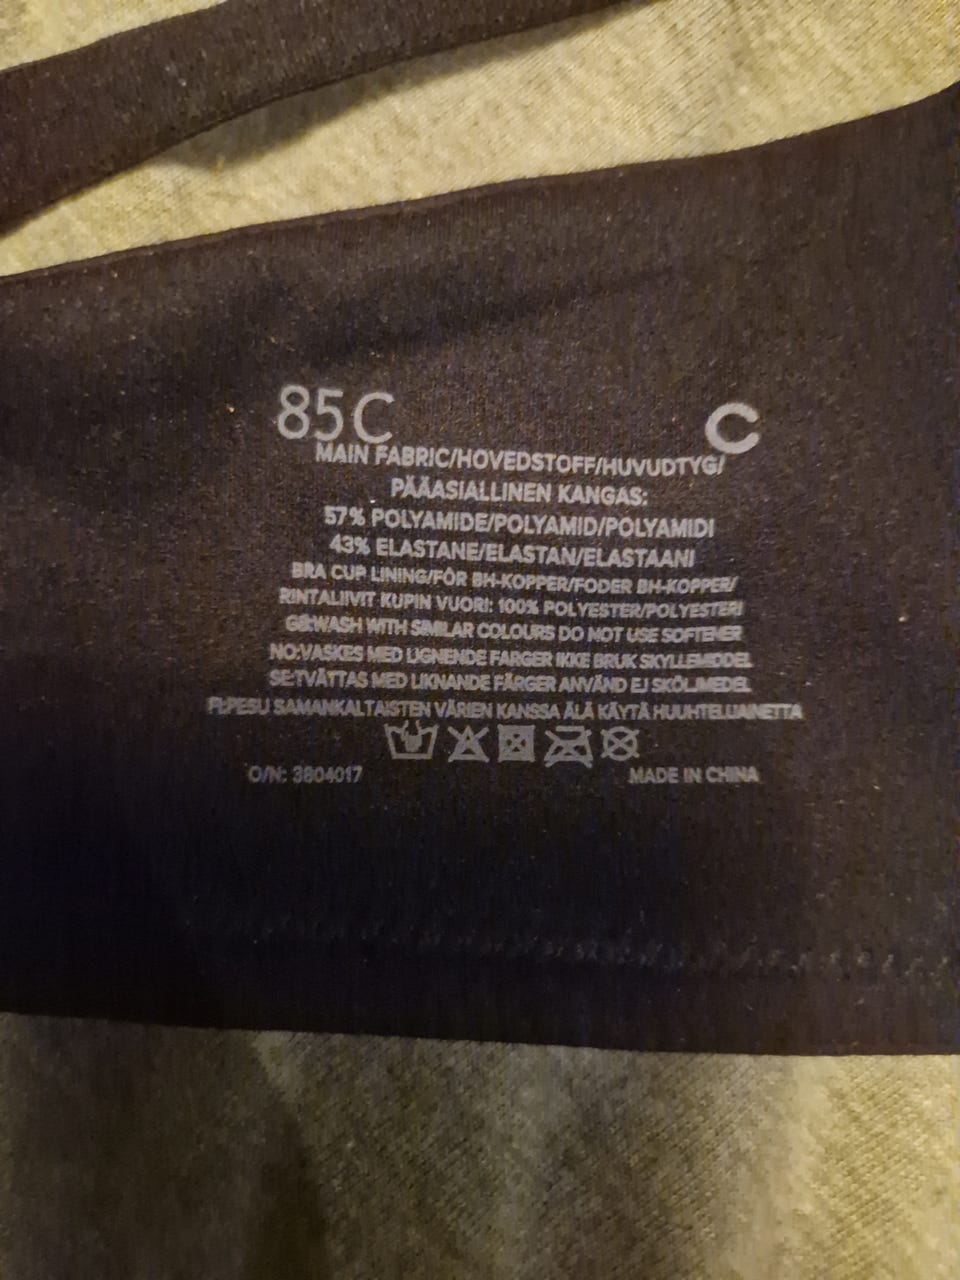 85C C
MAIN FABRIC/HOVEDSTOFF/HUVUDTYG/
PÄÄASIALLINEN KANGAS:
57% POLYAMIDE/POLYAMID/POLYAMIDI
43% ELASTANE/ELASTAN/ELASTAANI
BRA CUP LINING/FÔR BH-KOPPER/FODER BH-KOPPER/
RINTALIIVIT KUPIN VUORI: 100% POLYESTER/POLYESTERI
GB:WASH WITH SIMILAR COLOURS DO NOT USE SOFTENER
NO:VASKES MED LIGNENDE FARGER IKKE BRUK SKYLLEMIDDEL
SE:TVÄTTAS MED LIKNANDE FÄRGER ANVÄND EJ SKÖLJMEDEL
FI:PESU SAMANKALTAISTEN VÄRIEN KANSSA ÄLÄ KÄYTÄ HUUHTELUAINETTA
O/N: 3804017 MADE IN CHINA